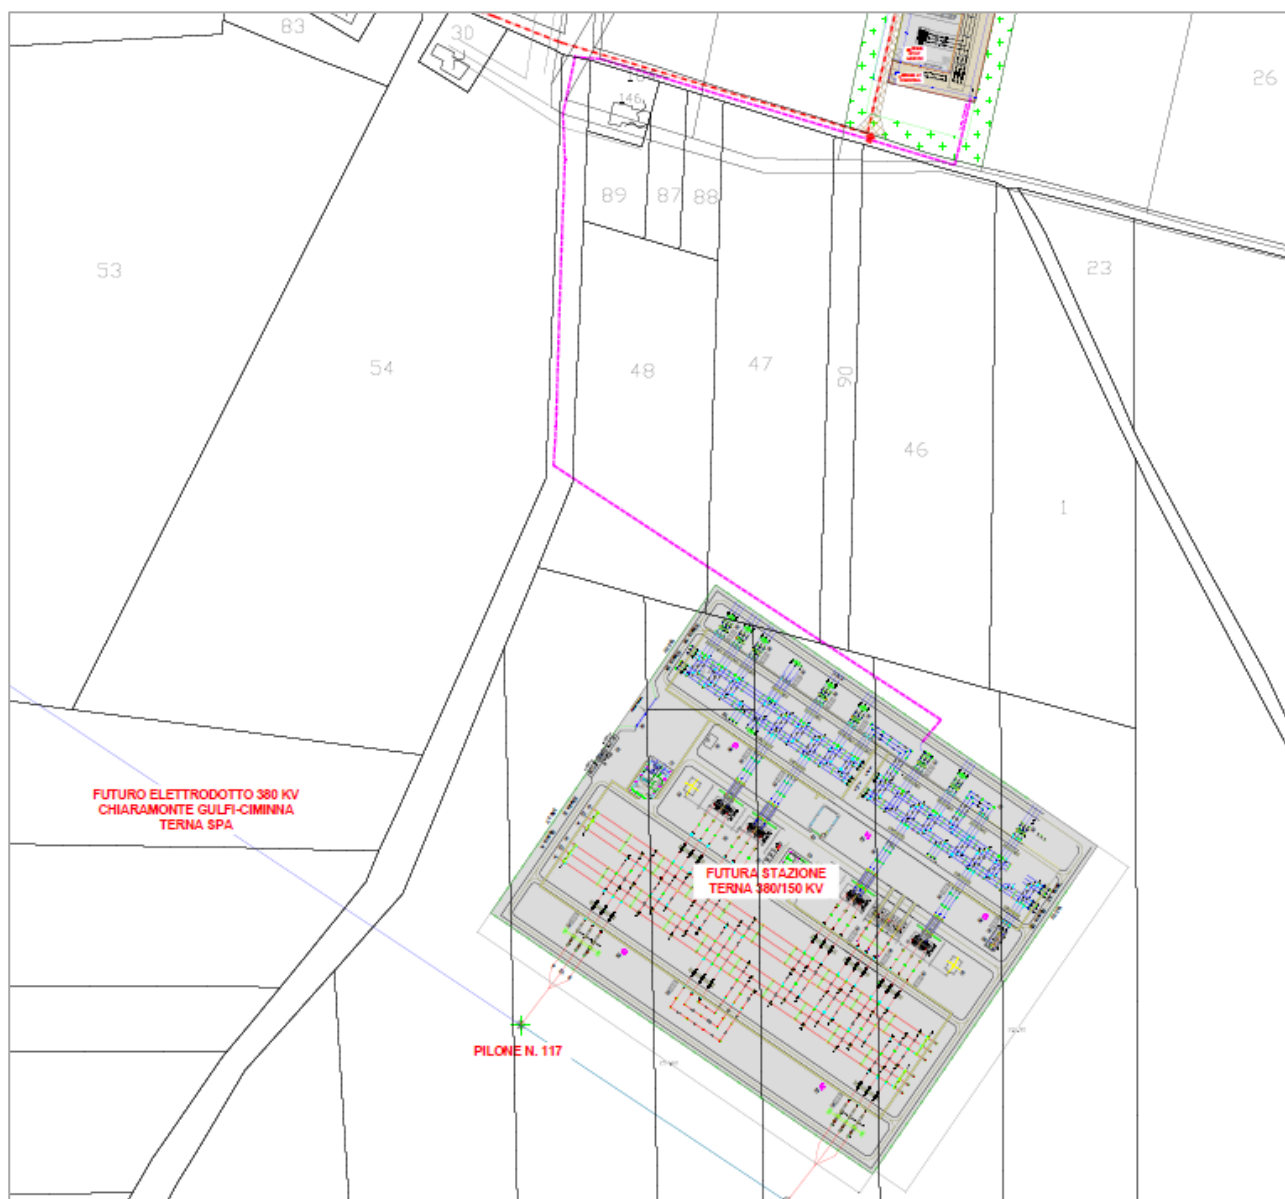 83
30
26
146
89
87
88
53
23
54
48
47
90
46
1
FUTURO ELETTRODOTTO 380 KV
CHIARAMONTE GULFI-CIMINNA
TERNA SPA
FUTURA STAZIONE
TERNA 380/150 KV
PILONE N. 117